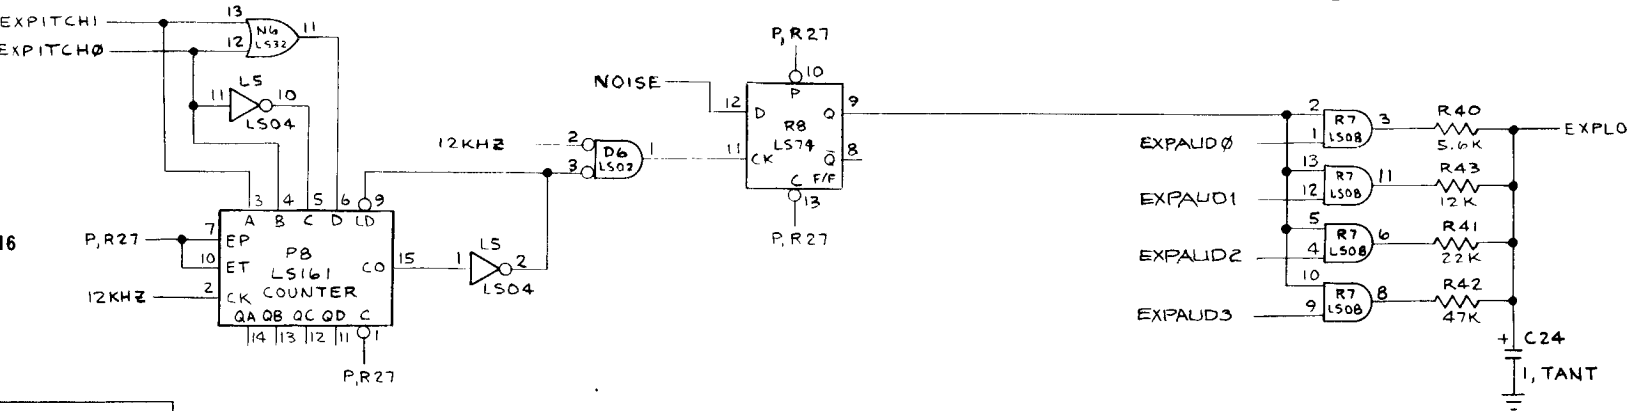 EXPITCH1
13
N6
LS32
11
EXPITCHØ
12
L5
11
10
LS04
3
4
5
6
9
A
B
C
D
LD
16
P,R27
7
EP
10
ET
P8
LS161
COUNTER
CO
15
12KHZ
2
CK
QA
QB
QC
QD
C
14
13
12
11
1
P,R27
L5
1
2
LS04
12KHZ
2
3
D6
LS02
1
NOISE
P,R27
10
P
12
D
Q
9
R8
LS74
11
CK
Q
8
C
F/F
13
P,R27
2
EXPAUDØ
1
R7
LS08
3
R40
5.6K
EXPLO
13
EXPAUD1
12
R7
LS08
11
R43
12K
5
EXPAUD2
4
R7
LS08
6
R41
22K
10
EXPAUD3
9
R7
LS08
8
R42
47K
+
C24
1, TANT